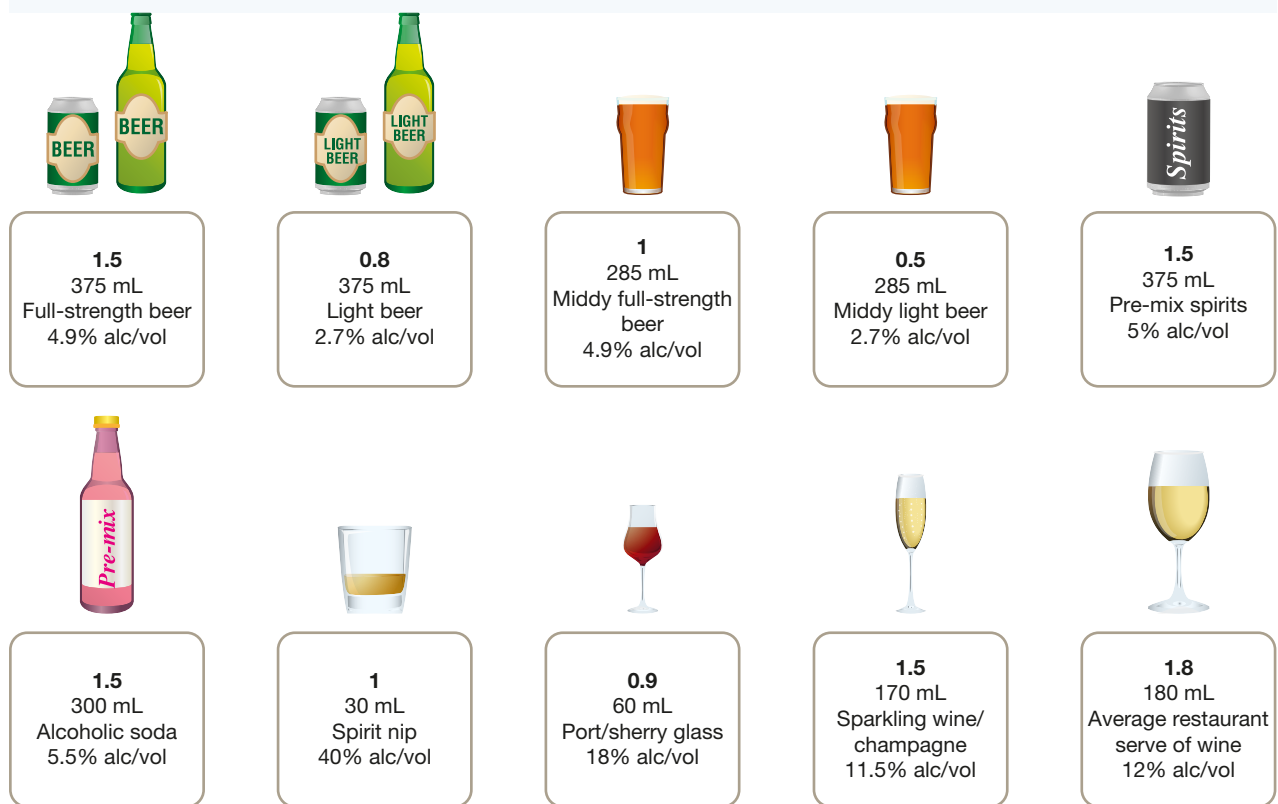 BEER
BEER
LIGHT
BEER
LIGHT
BEER
Spirits
1.5
375 mL
Full-strength beer
4.9% alc/vol
0.8
375 mL
Light beer
2.7% alc/vol
1
285 mL
Middy full-strength
beer
4.9% alc/vol
0.5
285 mL
Middy light beer
2.7% alc/vol
1.5
375 mL
Pre-mix spirits
5% alc/vol
Pre-mix
1.5
300 mL
Alcoholic soda
5.5% alc/vol
1
30 mL
Spirit nip
40% alc/vol
0.9
60 mL
Port/sherry glass
18% alc/vol
1.5
170 mL
Sparkling wine/
champagne
11.5% alc/vol
1.8
180 mL
Average restaurant
serve of wine
12% alc/vol